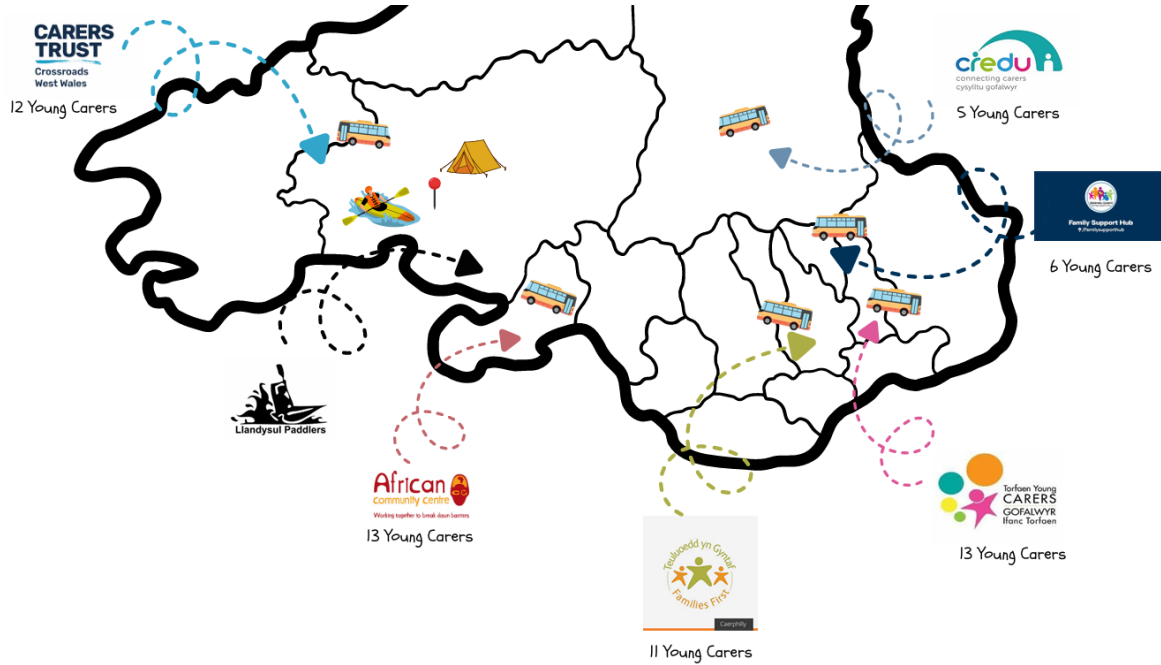 CARERS
TRUST
Crossroads
West Wales
12 Young Carers
credu
connecting carers
cysylltu gofalwyr
5 Young Carers
Family Support Hub
6 Young Carers
Llandysul Paddlers
African
community centre
Working together to break down barriers
13 Young Carers
Torfaen Young
CARERS
GOFALWYR
Ifanc Torfaen
13 Young Carers
Teuluoedd yn Gyntaf
Families First
Caerphilly
11 Young Carers